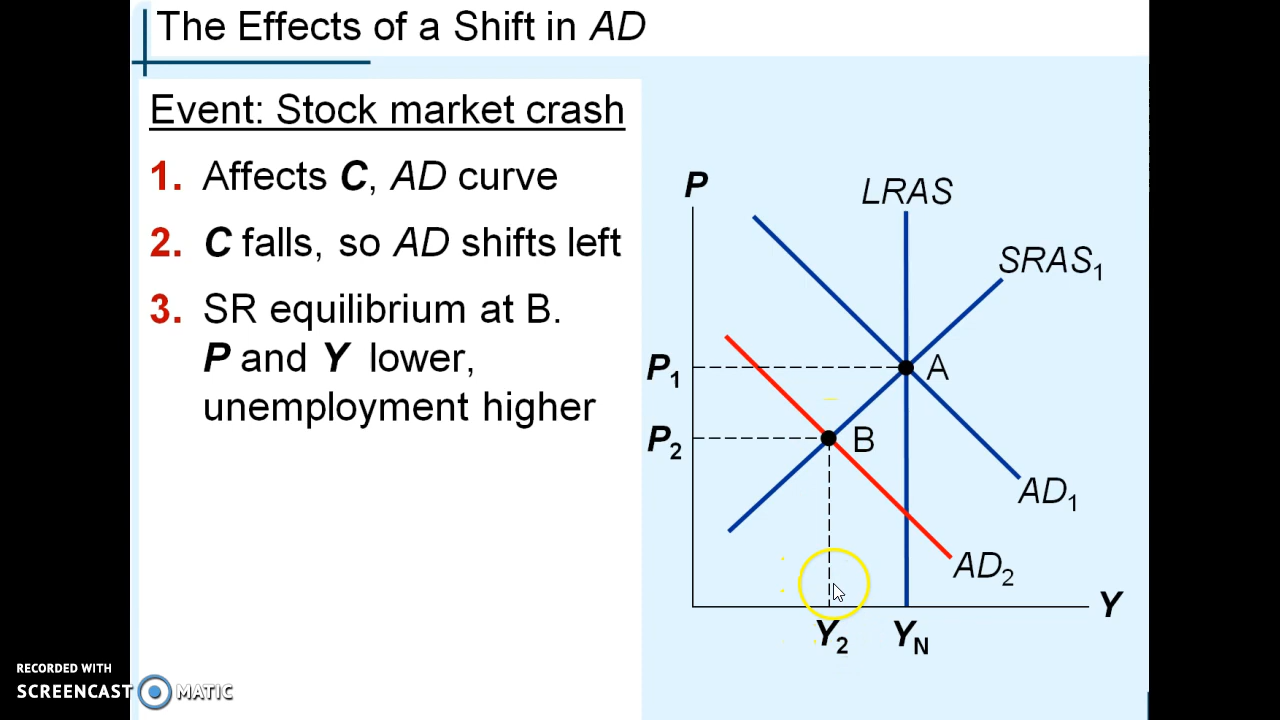 The Effects of a Shift in AD
Event: Stock market crash
1. Affects C, AD curve
2. C falls, so AD shifts left
3. SR equilibrium at B.
P and Y lower,
unemployment higher
P
LRAS
SRAS1
P1
A
P2
B
AD1
AD2
Y
Y2
YN
RECORDED WITH
SCREENCAST MATIC